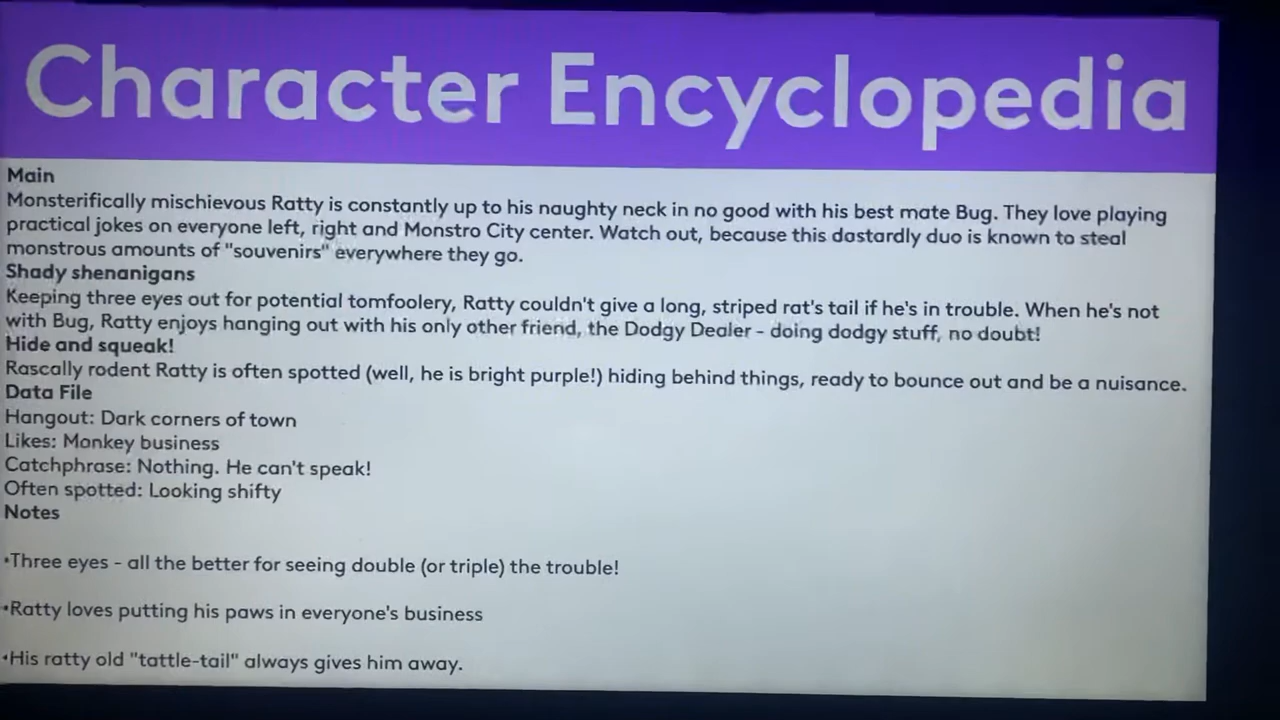 Character Encyclopedia
Main
Monsterifically mischievous Ratty is constantly up to his naughty neck in no good with his best mate Bug. They love playing
practical jokes on everyone left, right and Monstro City center. Watch out, because this dastardly duo is known to steal
monstrous amounts of "souvenirs" everywhere they go.
Shady shenanigans
Keeping three eyes out for potential tomfoolery, Ratty couldn't give a long, striped rat's tail if he's in trouble. When he's not
with Bug, Ratty enjoys hanging out with his only other friend, the Dodgy Dealer - doing dodgy stuff, no doubt!
Hide and squeak!
Rascally rodent Ratty is often spotted (well, he is bright purple!) hiding behind things, ready to bounce out and be a nuisance.
Data File
Hangout: Dark corners of town
Likes: Monkey business
Catchphrase: Nothing. He can't speak!
Often spotted: Looking shifty
Notes
•Three eyes - all the better for seeing double (or triple) the trouble!
•Ratty loves putting his paws in everyone's business
•His ratty old "tattle-tail" always gives him away.